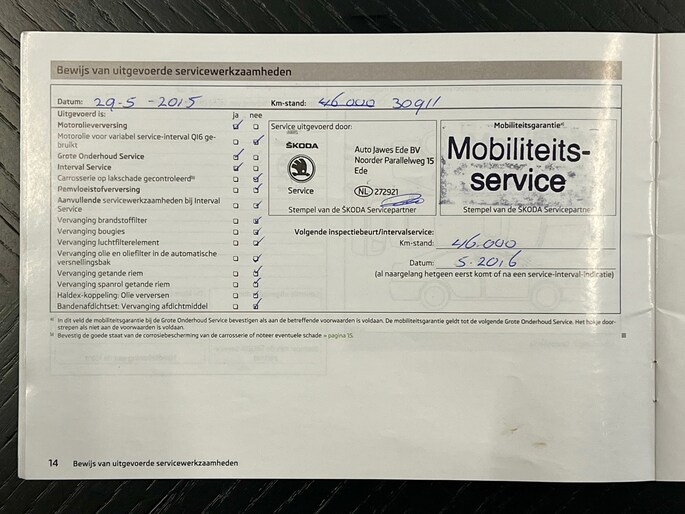 Bewijs van uitgevoerde servicewerkzaamheden
Datum: 29-5-2015 Km-stand: 46000 30911
Uitgevoerd is: ja nee
Motorolieverversing
Motorolie voor variabel service-interval QI6 ge-
bruikt
Grote Onderhoud Service
Interval Service
Carrosserie op lakschade gecontroleerd
Remvloeistofverversing
Aanvullende servicewerkzaamheden bij Interval
Service
Vervanging brandstoffilter
Vervanging bougies
Vervanging luchtfilterelement
Vervanging olie en oliefilter in de automatische
versnellingsbak
Vervanging getande riem
Vervanging spanrol getande riem
Haldex-koppeling: Olie verversen
Bandenafdichtset: Vervanging afdichtmiddel
Service uitgevoerd door:
ŠKODA
Service
Auto Jawes Ede BV
Noorder Parallelweg 15
Ede
NL 272921
Stempel van de ŠKODA Servicepartner
Mobiliteitsgarantie a)
Mobiliteits-
service
Stempel van de ŠKODA Servicepartner
Volgende Inspectiebeurt/intervalservice:
Km-stand: 46.000
Datum: 5-2016
(al naargelang hetgeen eerst komt of na een service-interval-indicatie)
a) In dit veld de mobiliteitsgarantie bij de Grote Onderhoud Service bevestigen als aan de betreffende voorwaarden is voldaan. De mobiliteitsgarantie geldt tot de volgende Grote Onderhoud Service. Het hokje door-
strepen als niet aan de voorwaarden is voldaan.
Bevestig de goede staat van de corrosiebescherming van de carrosserie of noteer eventuele schade » pagina 15.
14 Bewijs van uitgevoerde servicewerkzaamheden